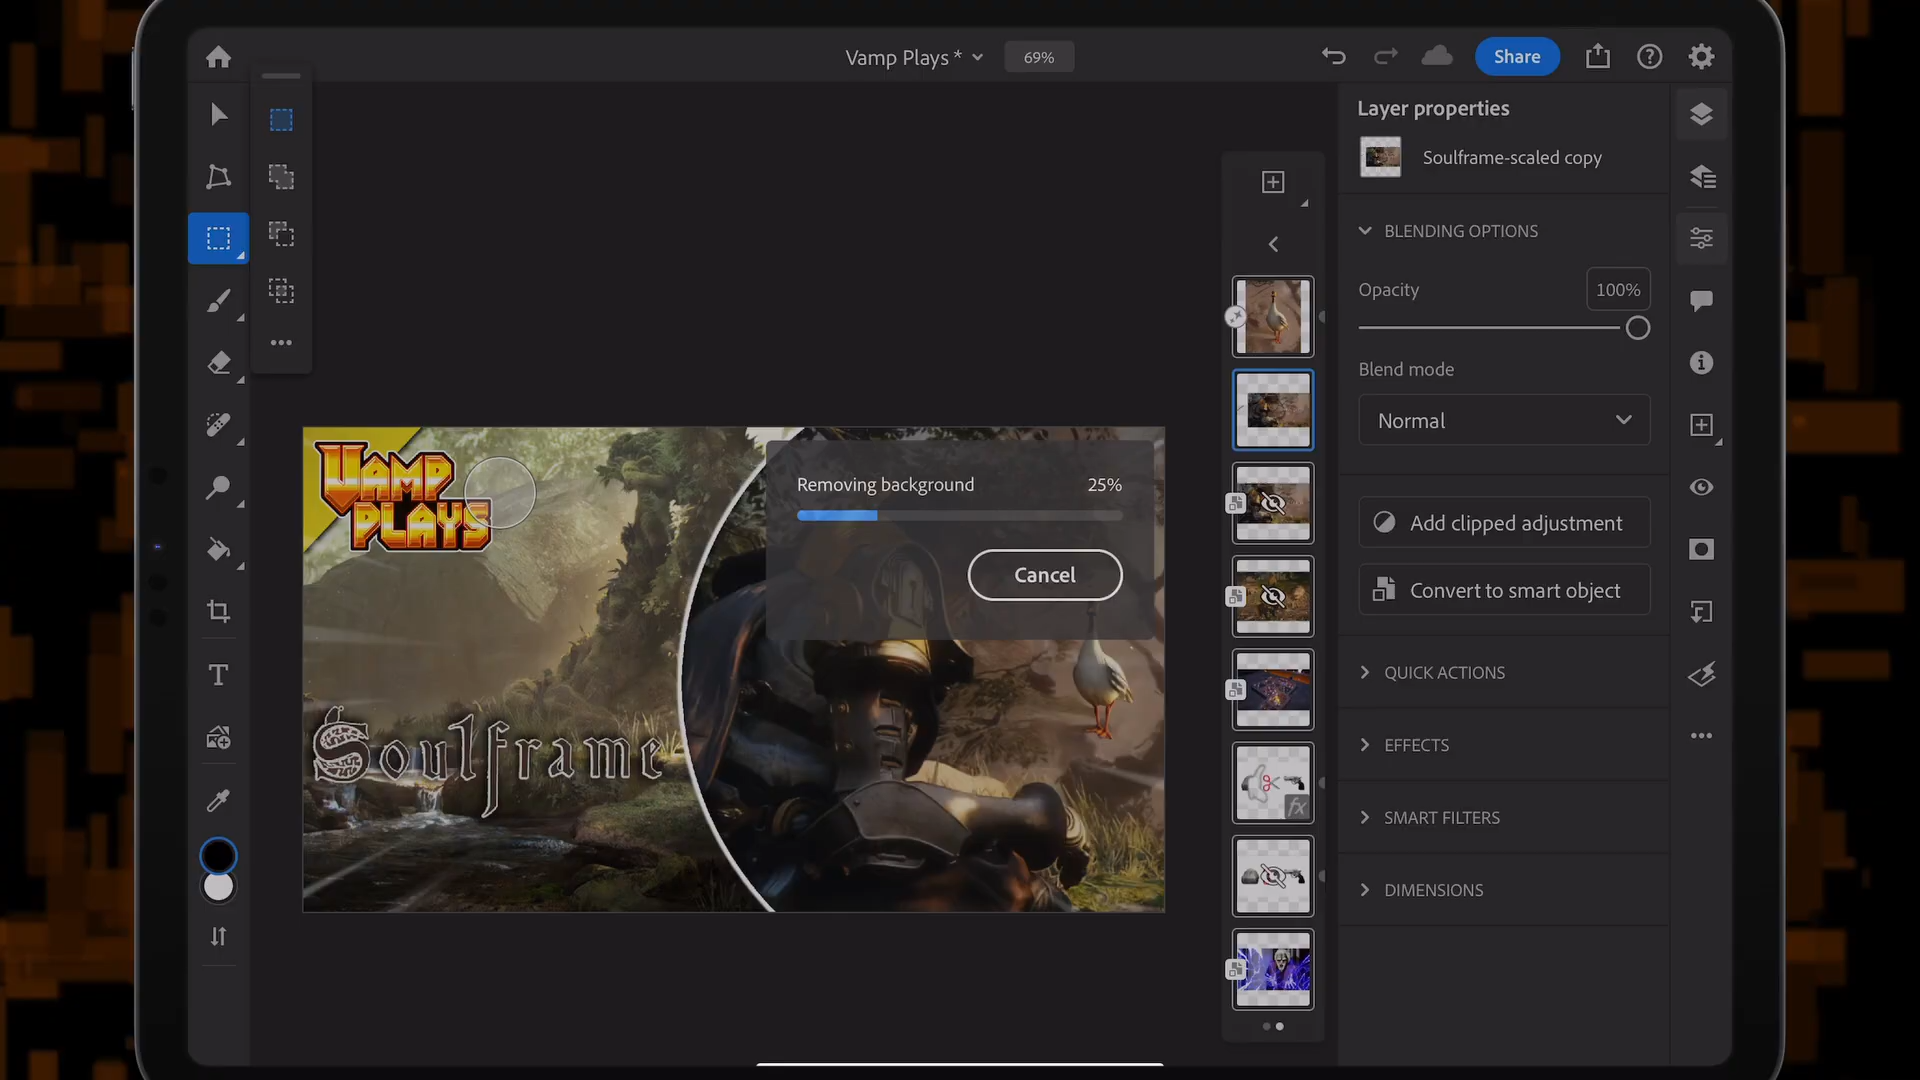 Vamp Plays *
69%
Share
Layer properties
Soulframe-scaled copy
BLENDING OPTIONS
Opacity
100%
Blend mode
Normal
Add clipped adjustment
Convert to smart object
QUICK ACTIONS
EFFECTS
SMART FILTERS
DIMENSIONS
Removing background
25%
Cancel
VAMP
PLAYS
Soulframe
fx
T